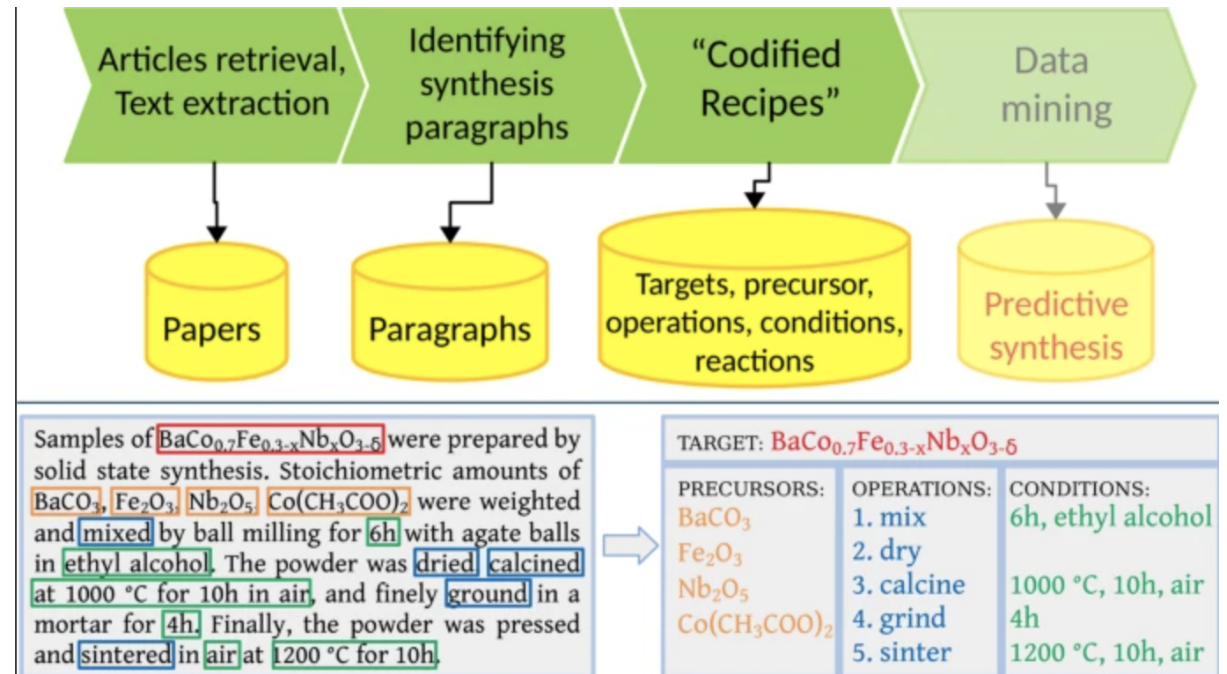 Articles retrieval,
Text extraction
Identifying
synthesis
paragraphs
“Codified
Recipes”
Data
mining
Papers
Paragraphs
Targets, precursor,
operations, conditions,
reactions
Predictive
synthesis
Samples of BaCo₀.₇Fe₀.₃₋ₓNbₓO₃₋δ were prepared by
solid state synthesis. Stoichiometric amounts of
BaCO₃, Fe₂O₃, Nb₂O₅, Co(CH₃COO)₂ were weighted
and mixed by ball milling for 6h with agate balls
in ethyl alcohol. The powder was dried calcined
at 1000 °C for 10h in air, and finely ground in a
mortar for 4h. Finally, the powder was pressed
and sintered in air at 1200 °C for 10h.
TARGET: BaCo₀.₇Fe₀.₃₋ₓNbₓO₃₋δ
PRECURSORS:
BaCO₃
Fe₂O₃
Nb₂O₅
Co(CH₃COO)₂
OPERATIONS:
1. mix
2. dry
3. calcine
4. grind
5. sinter
CONDITIONS:
6h, ethyl alcohol
1000 °C, 10h, air
4h
1200 °C, 10h, air